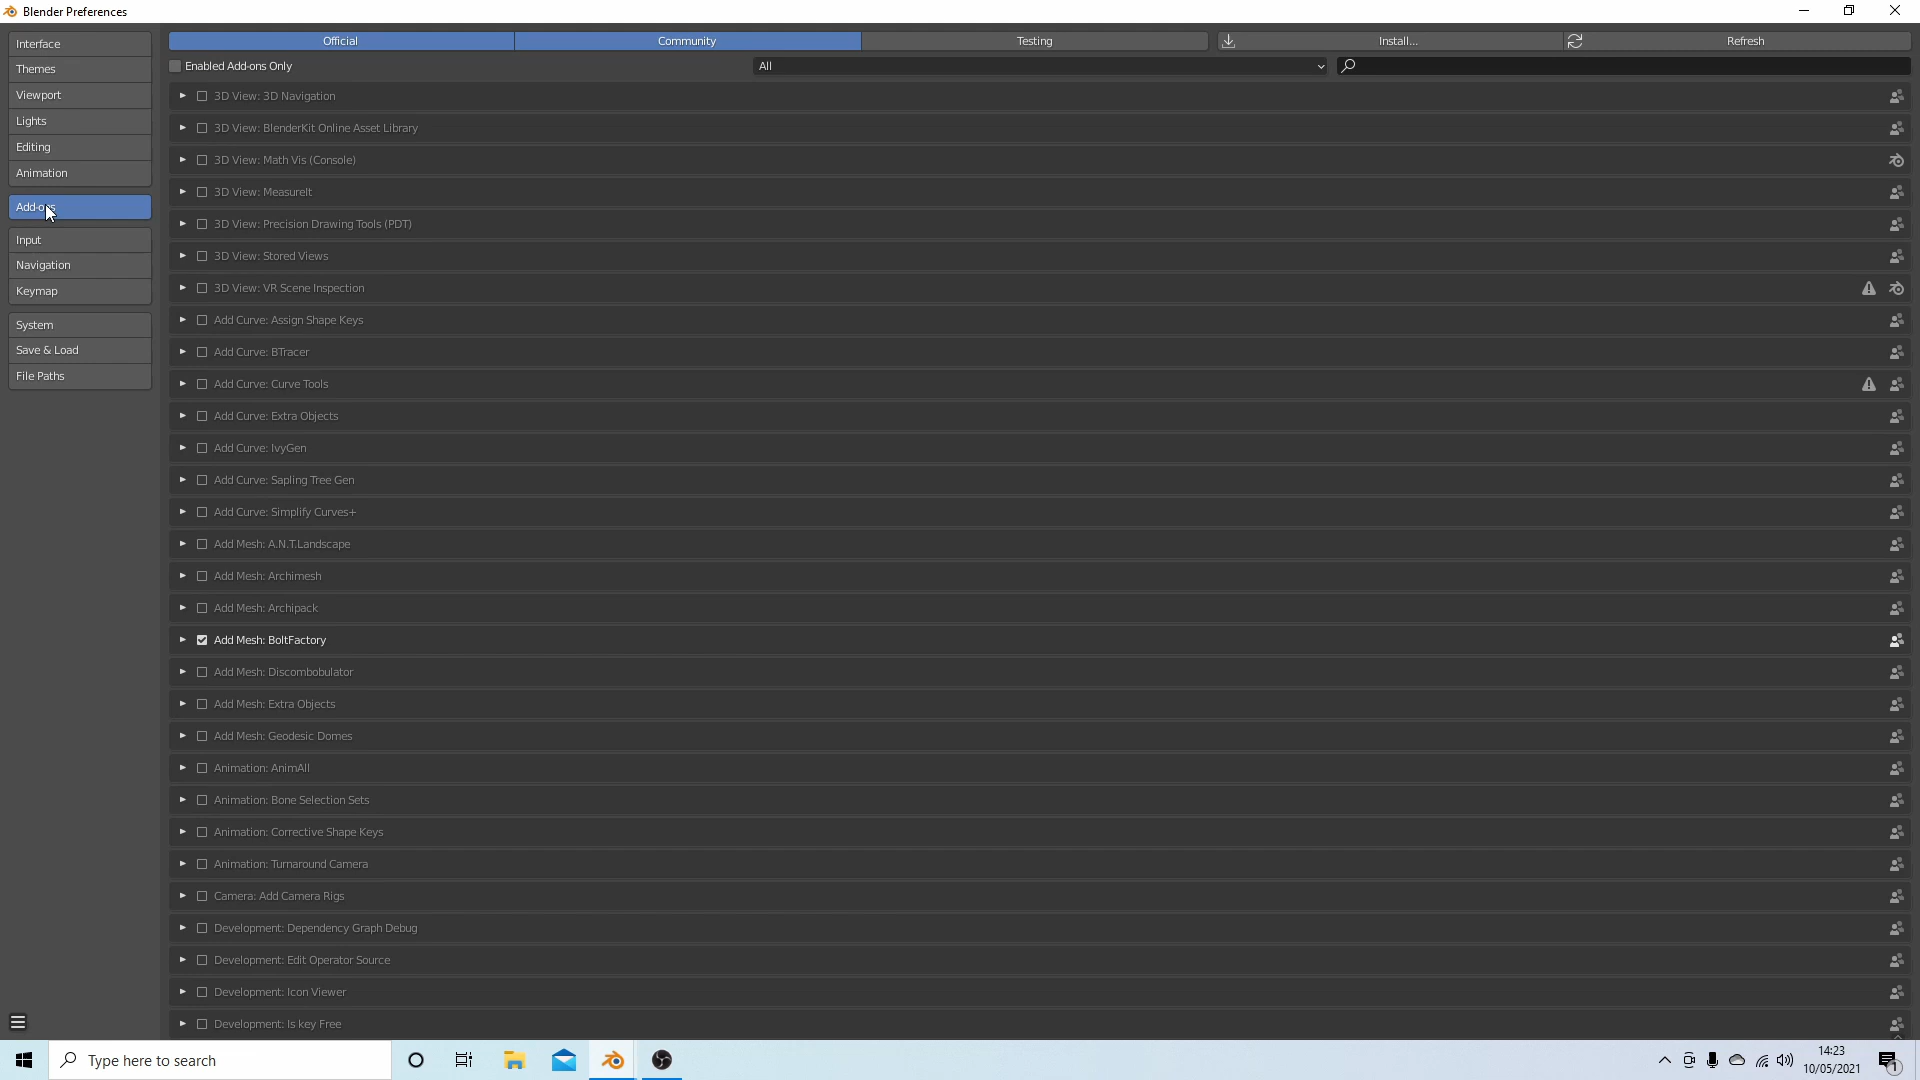 Blender Preferences
Interface
Themes
Viewport
Lights
Editing
Animation
Add-ons
Input
Navigation
Keymap
System
Save & Load
File Paths
Official
Community
Testing
Install...
Refresh
Enabled Add-ons Only
All
3D View: 3D Navigation
3D View: BlenderKit Online Asset Library
3D View: Math Vis (Console)
3D View: MeasureIt
3D View: Precision Drawing Tools (PDT)
3D View: Stored Views
3D View: VR Scene Inspection
Add Curve: Assign Shape Keys
Add Curve: BTracer
Add Curve: Curve Tools
Add Curve: Extra Objects
Add Curve: IvyGen
Add Curve: Sapling Tree Gen
Add Curve: Simplify Curves+
Add Mesh: A.N.T.Landscape
Add Mesh: Archimesh
Add Mesh: Archipack
Add Mesh: BoltFactory
Add Mesh: Discombobulator
Add Mesh: Extra Objects
Add Mesh: Geodesic Domes
Animation: AnimAll
Animation: Bone Selection Sets
Animation: Corrective Shape Keys
Animation: Turnaround Camera
Camera: Add Camera Rigs
Development: Dependency Graph Debug
Development: Edit Operator Source
Development: Icon Viewer
Development: Is key Free
Type here to search
14:23
10/05/2021
1